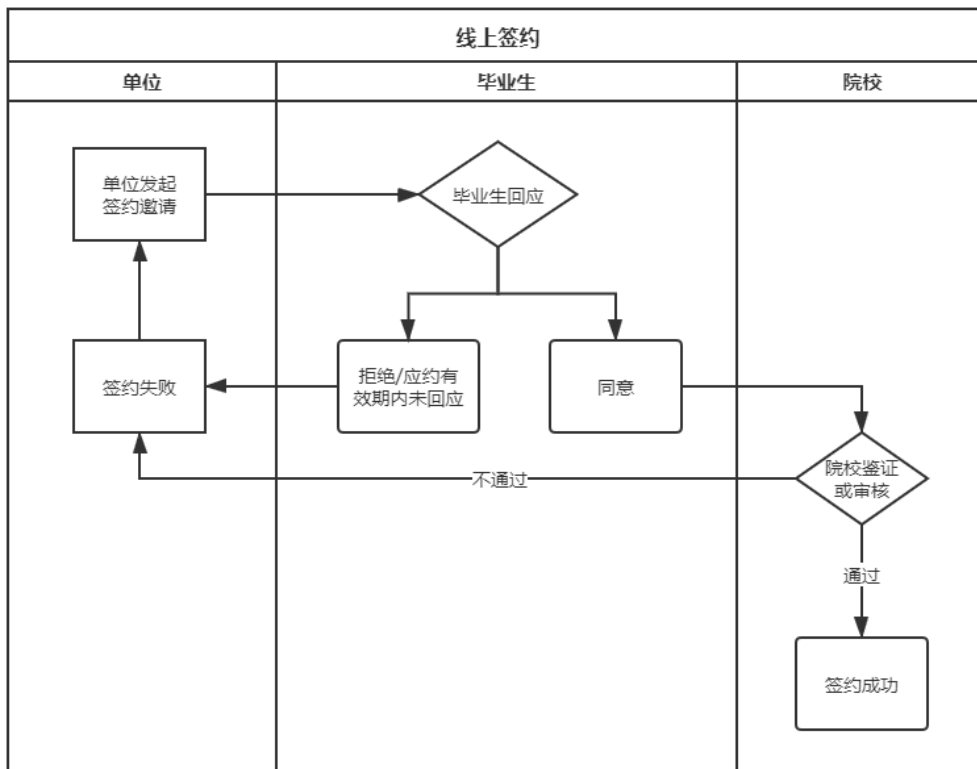 线上签约
单位
毕业生
院校
单位发起
签约邀请
毕业生回应
签约失败
拒绝/应约有
效期内未回应
同意
院校鉴证
或审核
不通过
通过
签约成功